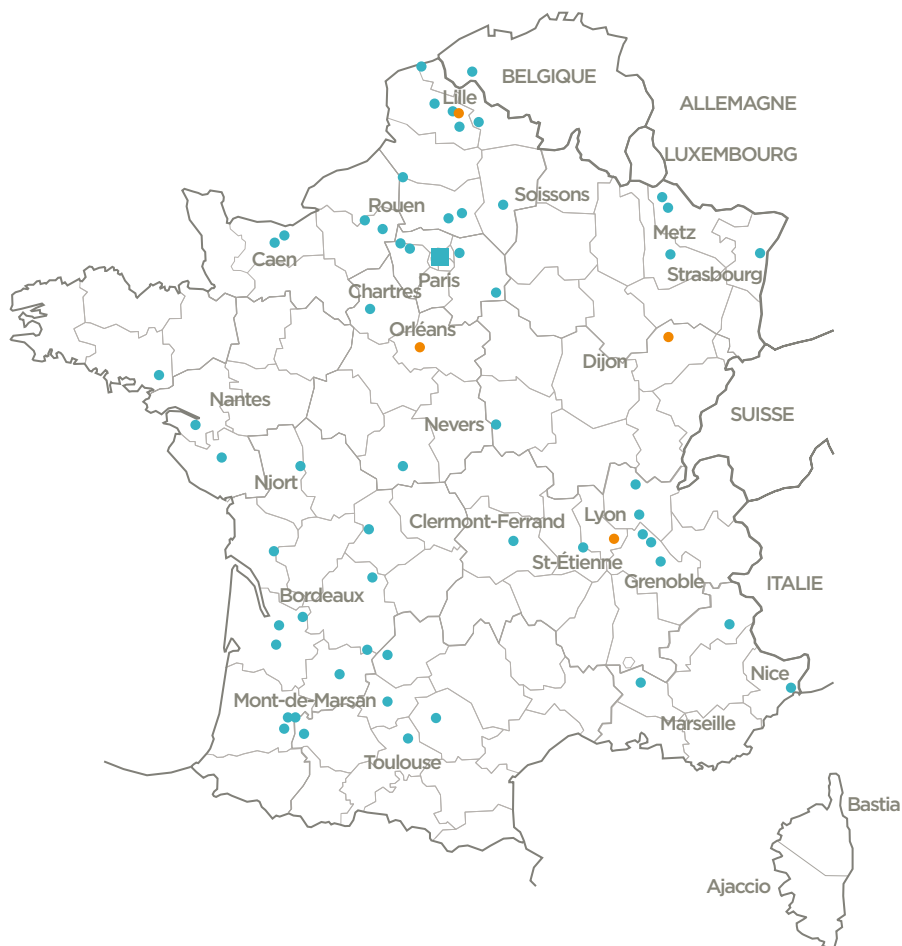 BELGIQUE
Lille
ALLEMAGNE
LUXEMBOURG
Soissons
Rouen
Metz
Caen
Strasbourg
Paris
Chartres
Orléans
Dijon
Nantes
SUISSE
Nevers
Niort
Clermont-Ferrand
Lyon
St-Étienne
Grenoble
ITALIE
Bordeaux
Nice
Mont-de-Marsan
Marseille
Toulouse
Bastia
Ajaccio